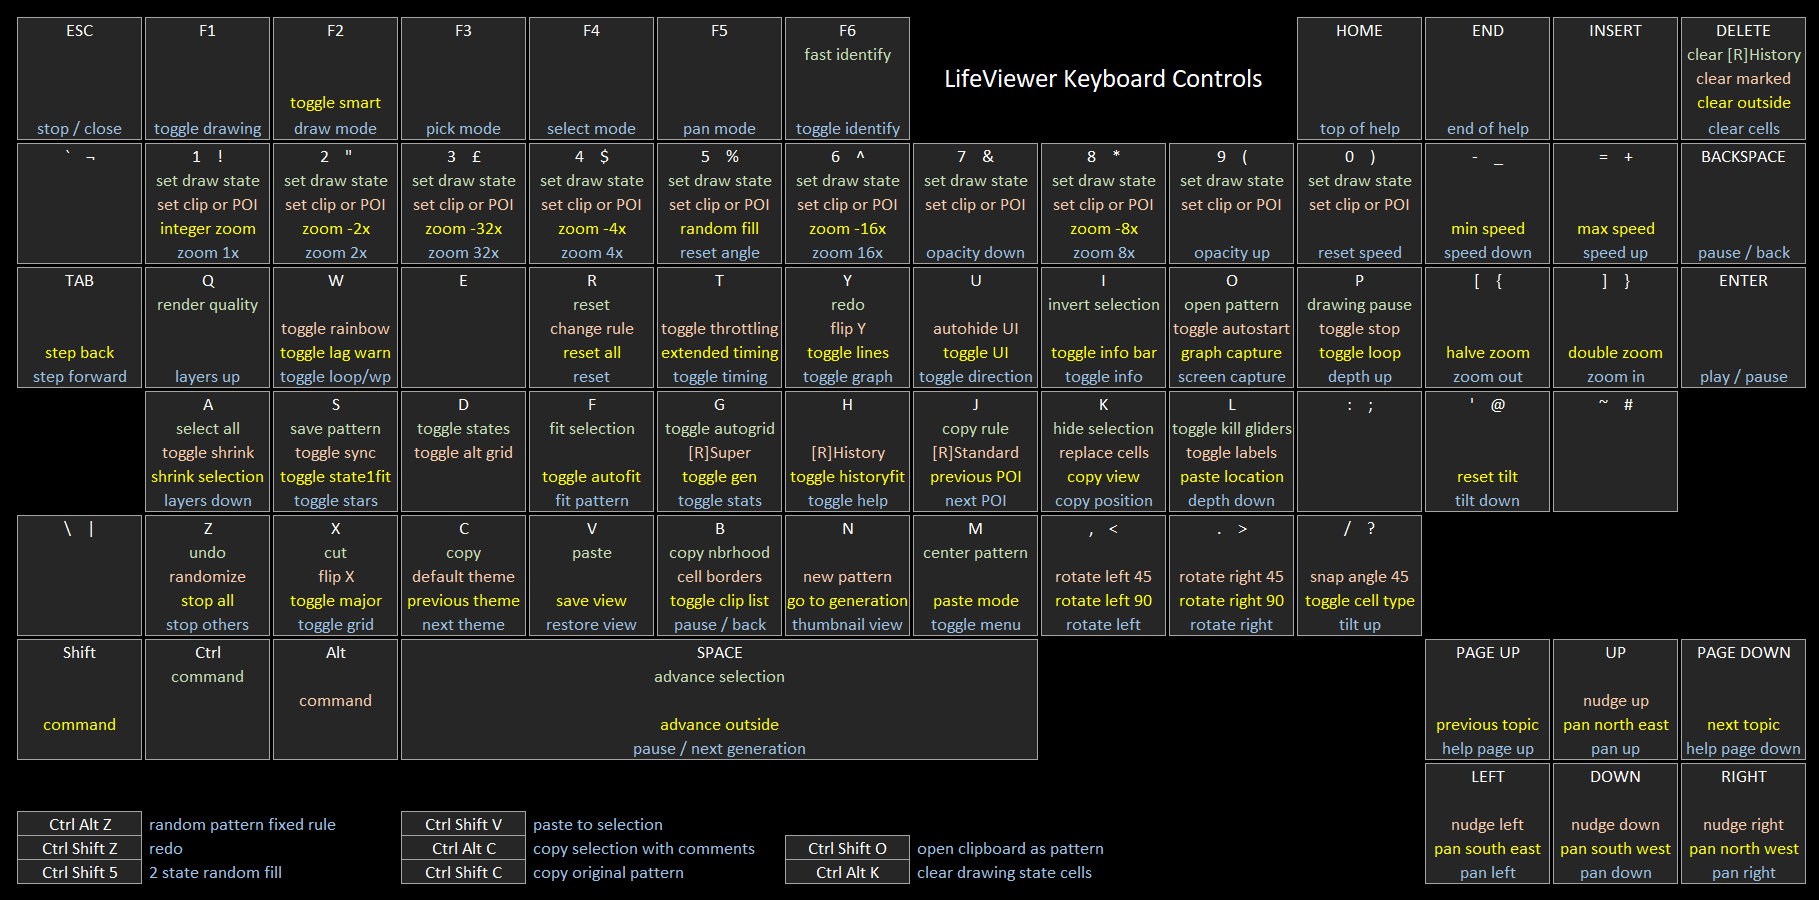 ESC
stop / close
F1
toggle drawing
F2
toggle smart
draw mode
F3
pick mode
F4
select mode
F5
pan mode
F6
fast identify
toggle identify
LifeViewer Keyboard Controls
HOME
top of help
END
end of help
INSERT
DELETE
clear [R]History
clear marked
clear outside
clear cells
` ¬
1 !
set draw state
set clip or POI
integer zoom
zoom 1x
2 "
set draw state
set clip or POI
zoom -2x
zoom 2x
3 £
set draw state
set clip or POI
zoom -32x
zoom 32x
4 $
set draw state
set clip or POI
zoom -4x
zoom 4x
5 %
set draw state
set clip or POI
random fill
reset angle
6 ^
set draw state
set clip or POI
zoom -16x
zoom 16x
7 &
set draw state
set clip or POI
opacity down
8 *
set draw state
set clip or POI
zoom -8x
zoom 8x
9 (
set draw state
set clip or POI
opacity up
0 )
set draw state
set clip or POI
reset speed
- _
min speed
speed down
= +
max speed
speed up
BACKSPACE
pause / back
TAB
step back
step forward
Q
render quality
layers up
W
toggle rainbow
toggle lag warn
toggle loop/wp
E
R
reset
change rule
reset all
reset
T
toggle throttling
extended timing
toggle timing
Y
redo
flip Y
toggle lines
toggle graph
U
autohide UI
toggle UI
toggle direction
I
invert selection
toggle info bar
toggle info
O
open pattern
toggle autostart
graph capture
screen capture
P
drawing pause
toggle stop
toggle loop
depth up
[ {
halve zoom
zoom out
] }
double zoom
zoom in
ENTER
play / pause
A
select all
toggle shrink
shrink selection
layers down
S
save pattern
toggle sync
toggle state1fit
toggle stars
D
toggle states
toggle alt grid
F
fit selection
toggle autofit
fit pattern
G
toggle autogrid
[R]Super
toggle gen
toggle stats
H
[R]History
toggle historyfit
toggle help
J
copy rule
[R]Standard
previous POI
next POI
K
hide selection
replace cells
copy view
copy position
L
toggle kill gliders
toggle labels
paste location
depth down
: ;
' @
reset tilt
tilt down
~ #
\ |
Z
undo
randomize
stop all
stop others
X
cut
flip X
toggle major
toggle grid
C
copy
default theme
previous theme
next theme
V
paste
save view
restore view
B
copy nbrhood
cell borders
toggle clip list
pause / back
N
new pattern
go to generation
thumbnail view
M
center pattern
paste mode
toggle menu
, <
rotate left 45
rotate left 90
rotate left
. >
rotate right 45
rotate right 90
rotate right
/ ?
snap angle 45
toggle cell type
tilt up
Shift
command
Ctrl
command
Alt
command
SPACE
advance selection
advance outside
pause / next generation
PAGE UP
previous topic
help page up
UP
nudge up
pan north east
pan up
PAGE DOWN
next topic
help page down
LEFT
nudge left
pan south east
pan left
DOWN
nudge down
pan south west
pan down
RIGHT
nudge right
pan north west
pan right
Ctrl Alt Z random pattern fixed rule
Ctrl Shift Z redo
Ctrl Shift 5 2 state random fill
Ctrl Shift V paste to selection
Ctrl Alt C copy selection with comments
Ctrl Shift C copy original pattern
Ctrl Shift O open clipboard as pattern
Ctrl Alt K clear drawing state cells